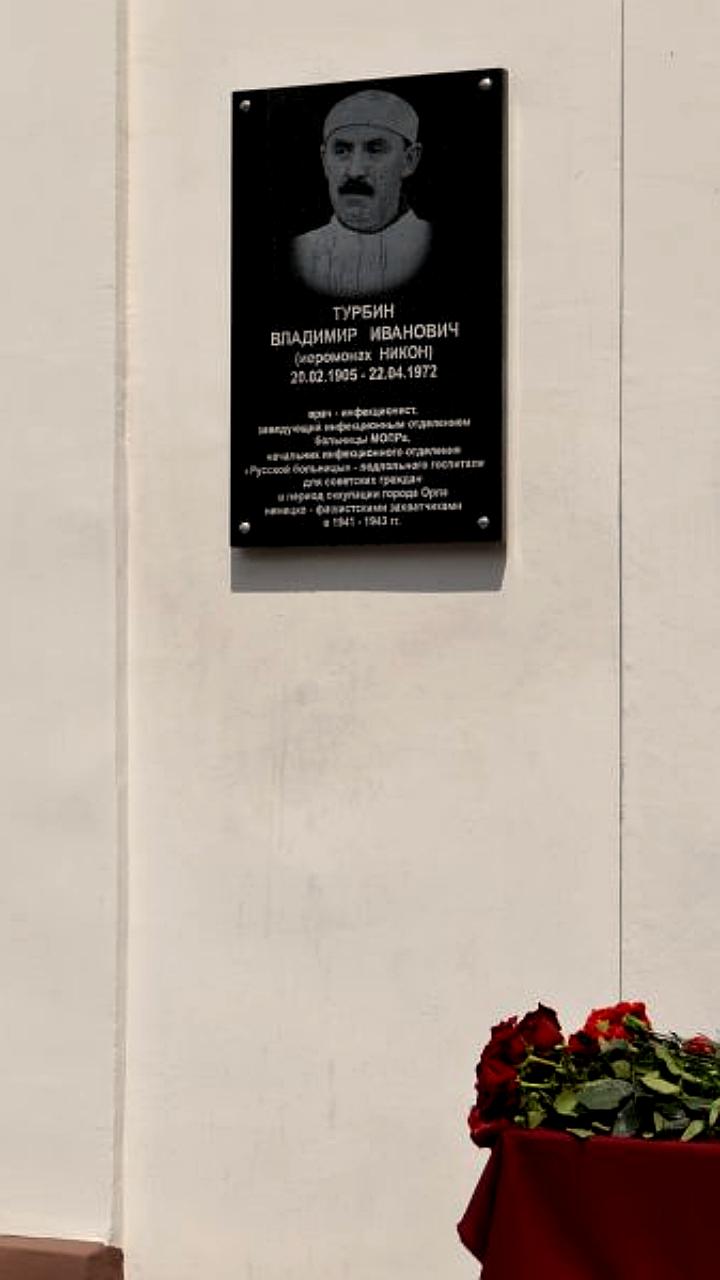 ТУРБИН
ВЛАДИМИР ИВАНОВИЧ
(иеромонах НИКОН)
20.02.1905 - 22.04.1972
врач - инфекционист,
заведующий инфекционным отделением
больницы МОПРа,
начальник инфекционного отделения
«Русской больницы» - подпольного госпиталя
для советских граждан
в период оккупации города Орла
немецко - фашистскими захватчиками
в 1941 - 1943 гг.